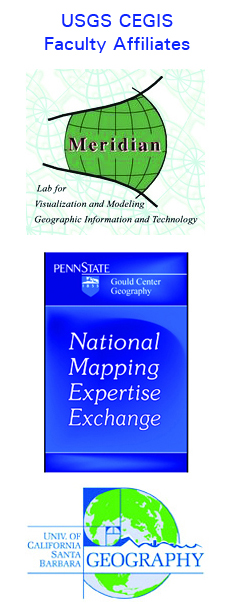 USGS CEGIS
Faculty Affiliates
Meridian
Lab for
Visualization and Modeling
Geographic Information and Technology
PENNSTATE
Gould Center
Geography
National
Mapping
Expertise
Exchange
UNIV. OF
CALIFORNIA
SANTA
BARBARA
GEOGRAPHY